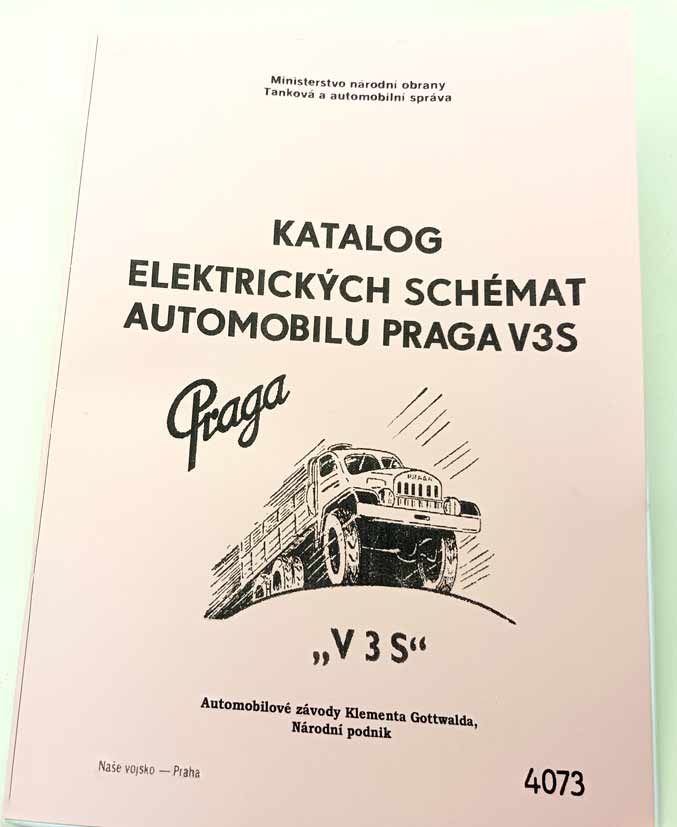 Ministerstvo národní obrany
Tanková a automobilní správa
KATALOG
ELEKTRICKÝCH SCHÉMAT
AUTOMOBILU PRAGA V3S
Praga
PRAGA
„V 3 S“
Automobilové závody Klementa Gottwalda,
Národní podnik
Naše vojsko — Praha
4073